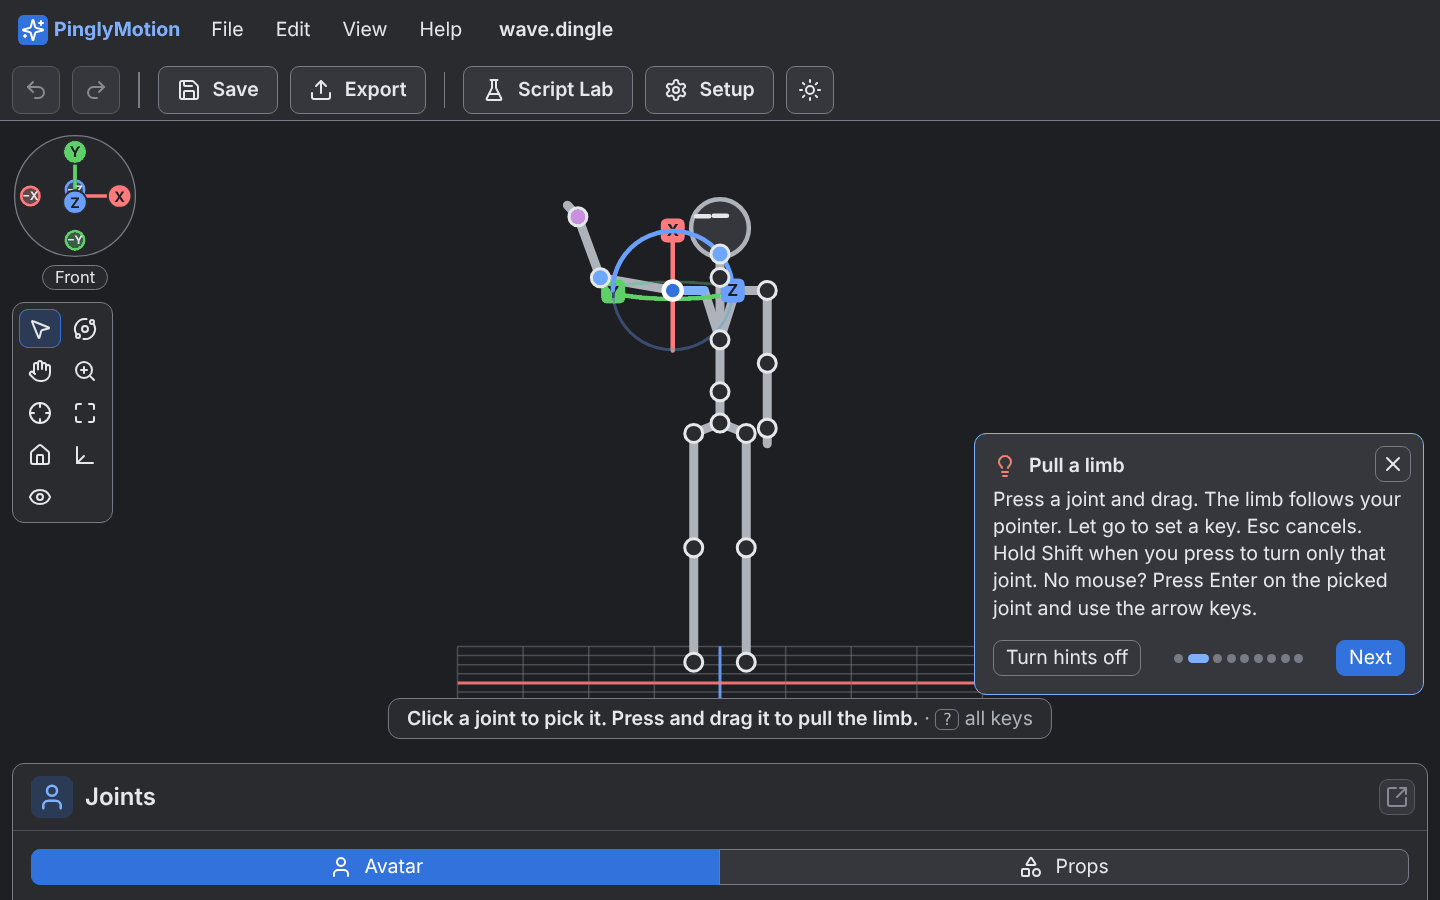 PinglyMotion File Edit View Help wave.dingle
Save Export Script Lab Setup
Y
-X Z X
-Y
Front
X
Y Z
Pull a limb
Press a joint and drag. The limb follows your
pointer. Let go to set a key. Esc cancels.
Hold Shift when you press to turn only that
joint. No mouse? Press Enter on the picked
joint and use the arrow keys.
Turn hints off Next
Click a joint to pick it. Press and drag it to pull the limb. · ? all keys
Joints
Avatar Props